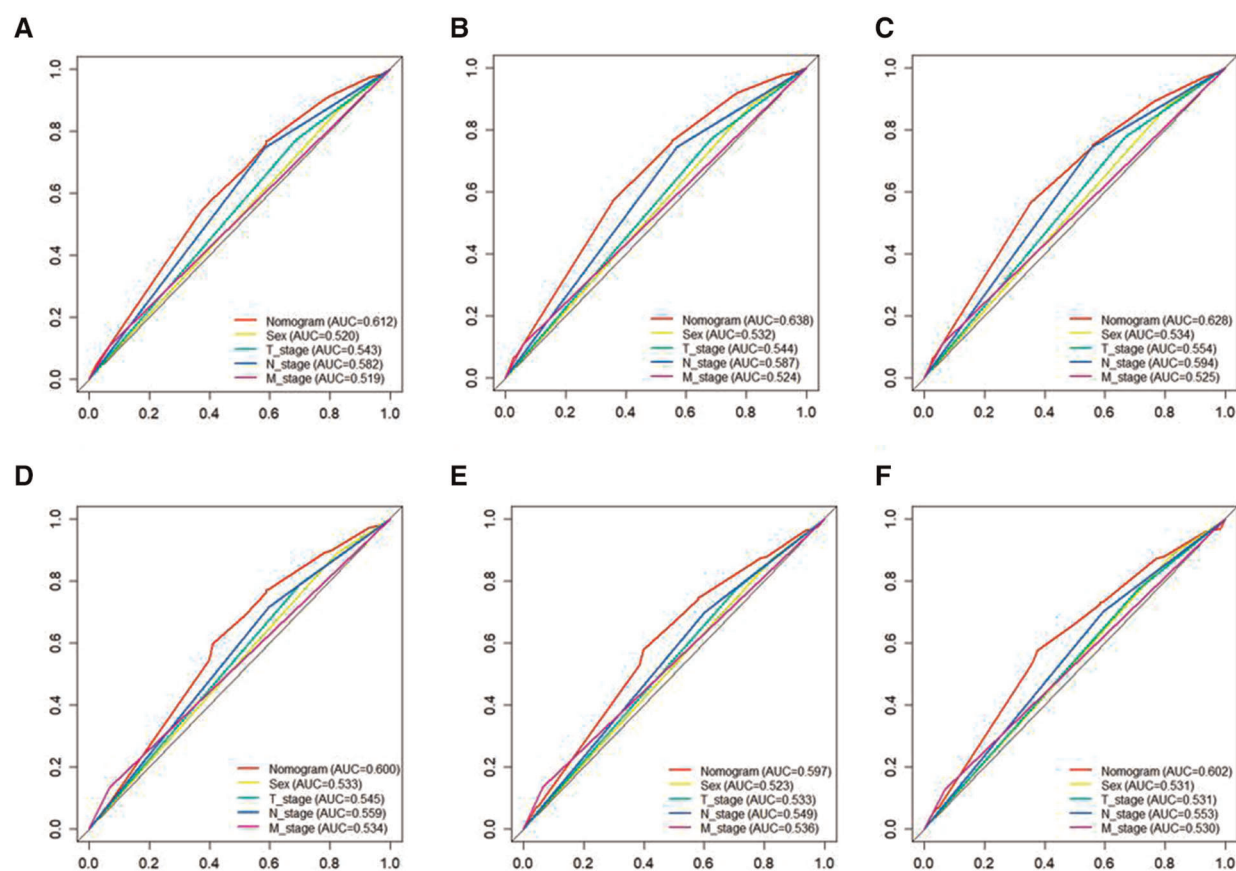 A
1.0
0.8
0.6
0.4
0.2
0.0
Nomogram (AUC=0.612)
Sex (AUC=0.520)
T_stage (AUC=0.543)
N_stage (AUC=0.582)
M_stage (AUC=0.519)
0.0 0.2 0.4 0.6 0.8 1.0
B
1.0
0.8
0.6
0.4
0.2
0.0
Nomogram (AUC=0.638)
Sex (AUC=0.532)
T_stage (AUC=0.544)
N_stage (AUC=0.587)
M_stage (AUC=0.524)
0.0 0.2 0.4 0.6 0.8 1.0
C
1.0
0.8
0.6
0.4
0.2
0.0
Nomogram (AUC=0.628)
Sex (AUC=0.534)
T_stage (AUC=0.554)
N_stage (AUC=0.594)
M_stage (AUC=0.525)
0.0 0.2 0.4 0.6 0.8 1.0
D
1.0
0.8
0.6
0.4
0.2
0.0
Nomogram (AUC=0.600)
Sex (AUC=0.533)
T_stage (AUC=0.545)
N_stage (AUC=0.559)
M_stage (AUC=0.534)
0.0 0.2 0.4 0.6 0.8 1.0
E
1.0
0.8
0.6
0.4
0.2
0.0
Nomogram (AUC=0.597)
Sex (AUC=0.523)
T_stage (AUC=0.533)
N_stage (AUC=0.549)
M_stage (AUC=0.536)
0.0 0.2 0.4 0.6 0.8 1.0
F
1.0
0.8
0.6
0.4
0.2
0.0
Nomogram (AUC=0.602)
Sex (AUC=0.531)
T_stage (AUC=0.531)
N_stage (AUC=0.553)
M_stage (AUC=0.530)
0.0 0.2 0.4 0.6 0.8 1.0